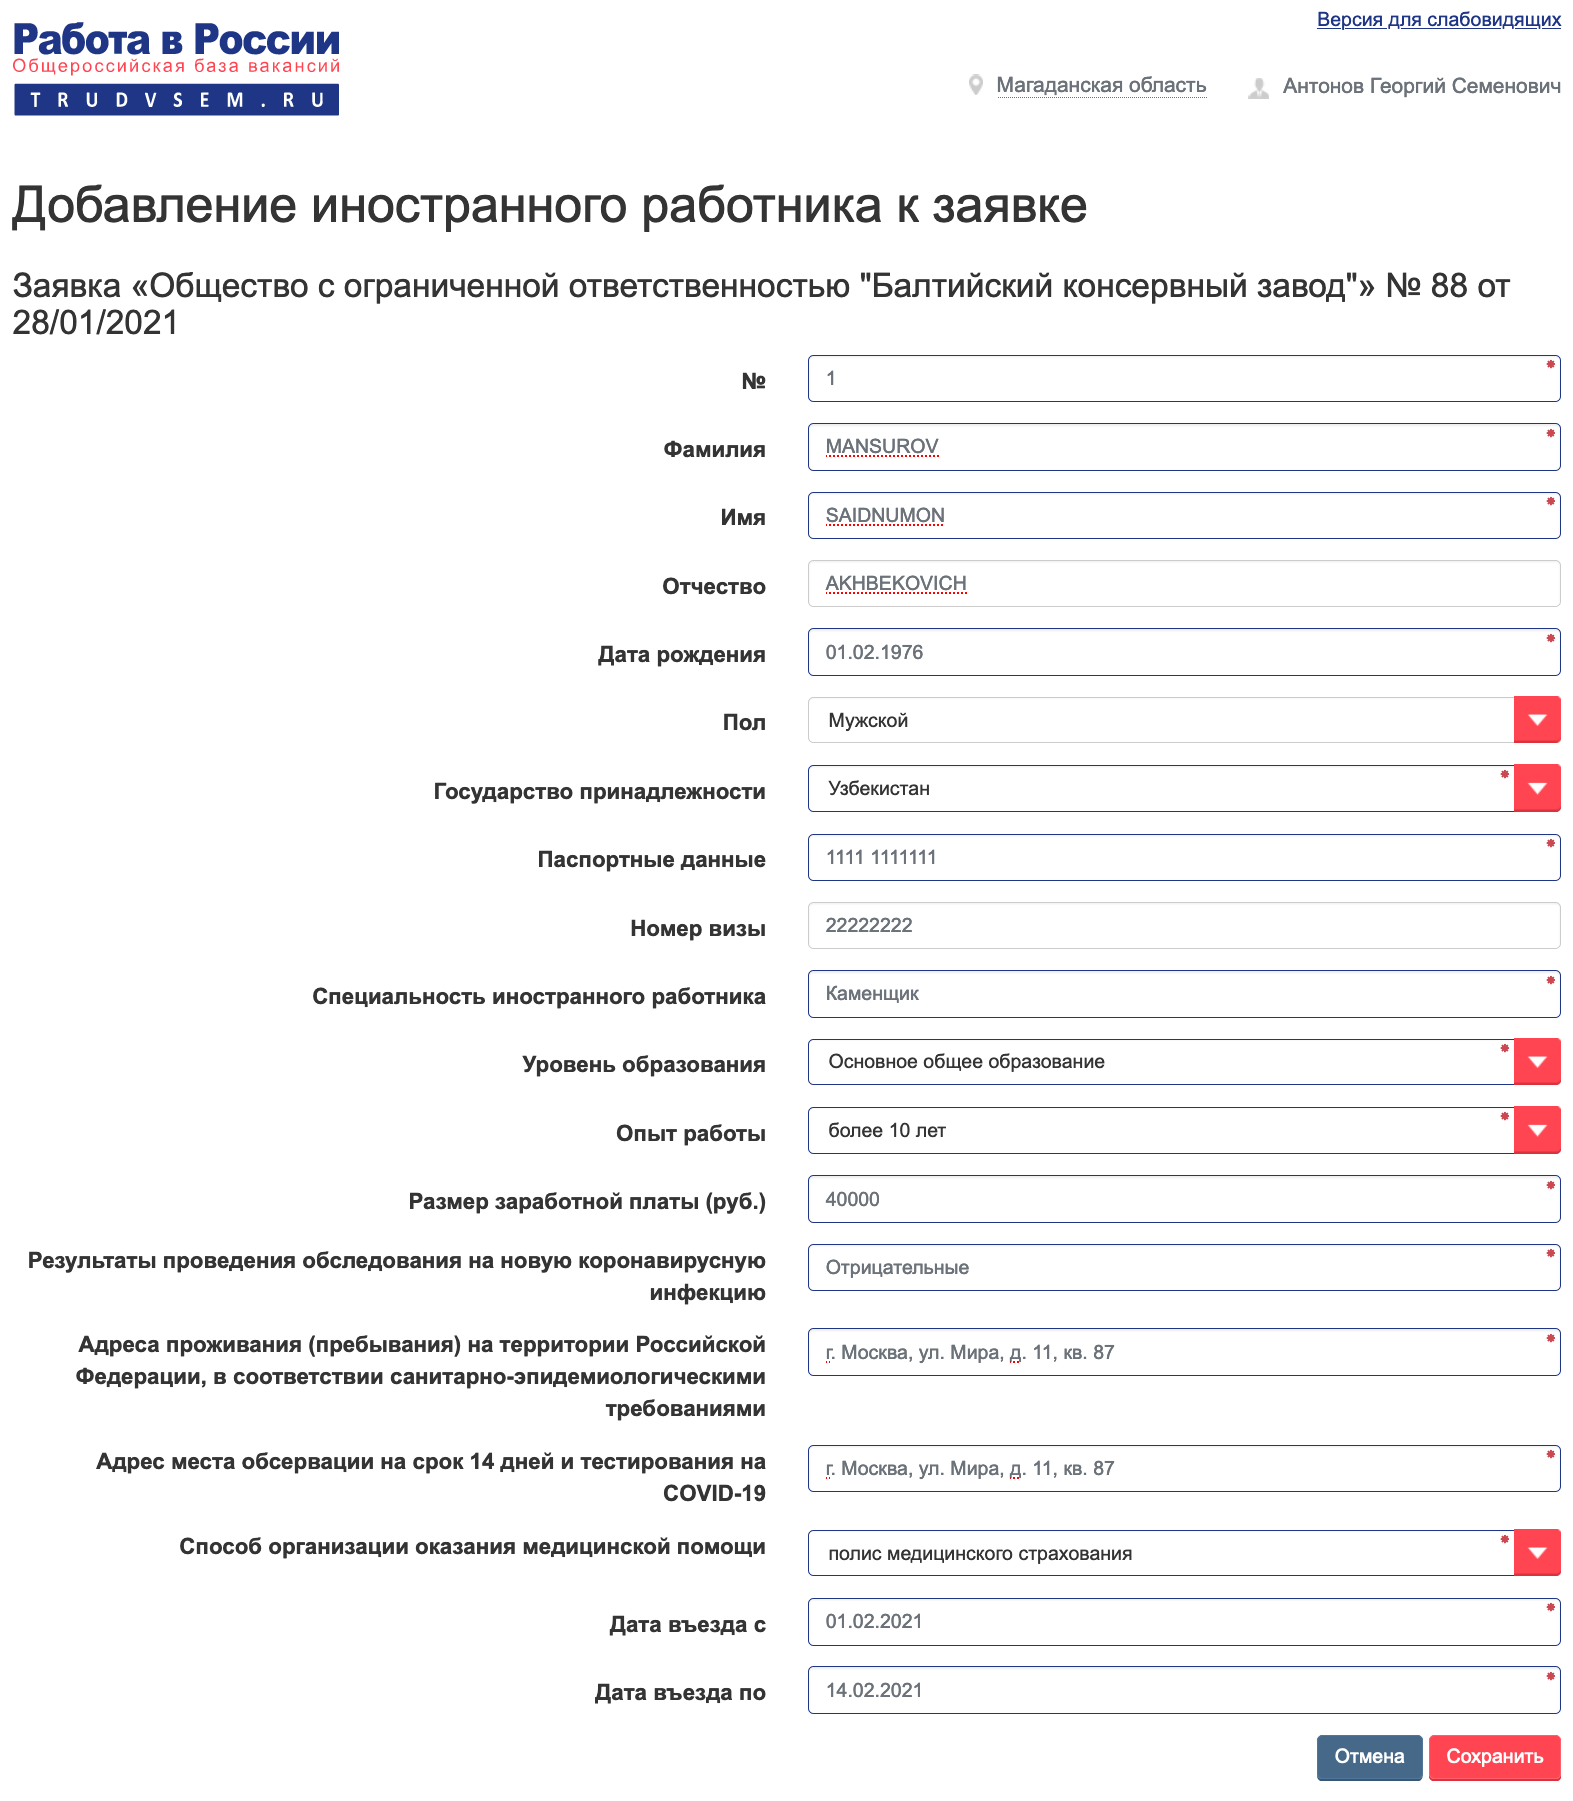 Версия для слабовидящих
Работа в России
Общероссийская база вакансий
TRUDVSEM.RU
Магаданская область
Антонов Георгий Семенович
Добавление иностранного работника к заявке
Заявка «Общество с ограниченной ответственностью "Балтийский консервный завод"» № 88 от
28/01/2021
№
1
Фамилия
MANSUROV
Имя
SAIDNUMON
Отчество
AKHBEKOVICH
Дата рождения
01.02.1976
Пол
Мужской
Государство принадлежности
Узбекистан
Паспортные данные
1111 1111111
Номер визы
22222222
Специальность иностранного работника
Каменщик
Уровень образования
Основное общее образование
Опыт работы
более 10 лет
Размер заработной платы (руб.)
40000
Результаты проведения обследования на новую коронавирусную
инфекцию
Отрицательные
Адреса проживания (пребывания) на территории Российской
Федерации, в соответствии санитарно-эпидемиологическими
требованиями
г. Москва, ул. Мира, д. 11, кв. 87
Адрес места обсервации на срок 14 дней и тестирования на
COVID-19
г. Москва, ул. Мира, д. 11, кв. 87
Способ организации оказания медицинской помощи
полис медицинского страхования
Дата въезда с
01.02.2021
Дата въезда по
14.02.2021
Отмена
Сохранить